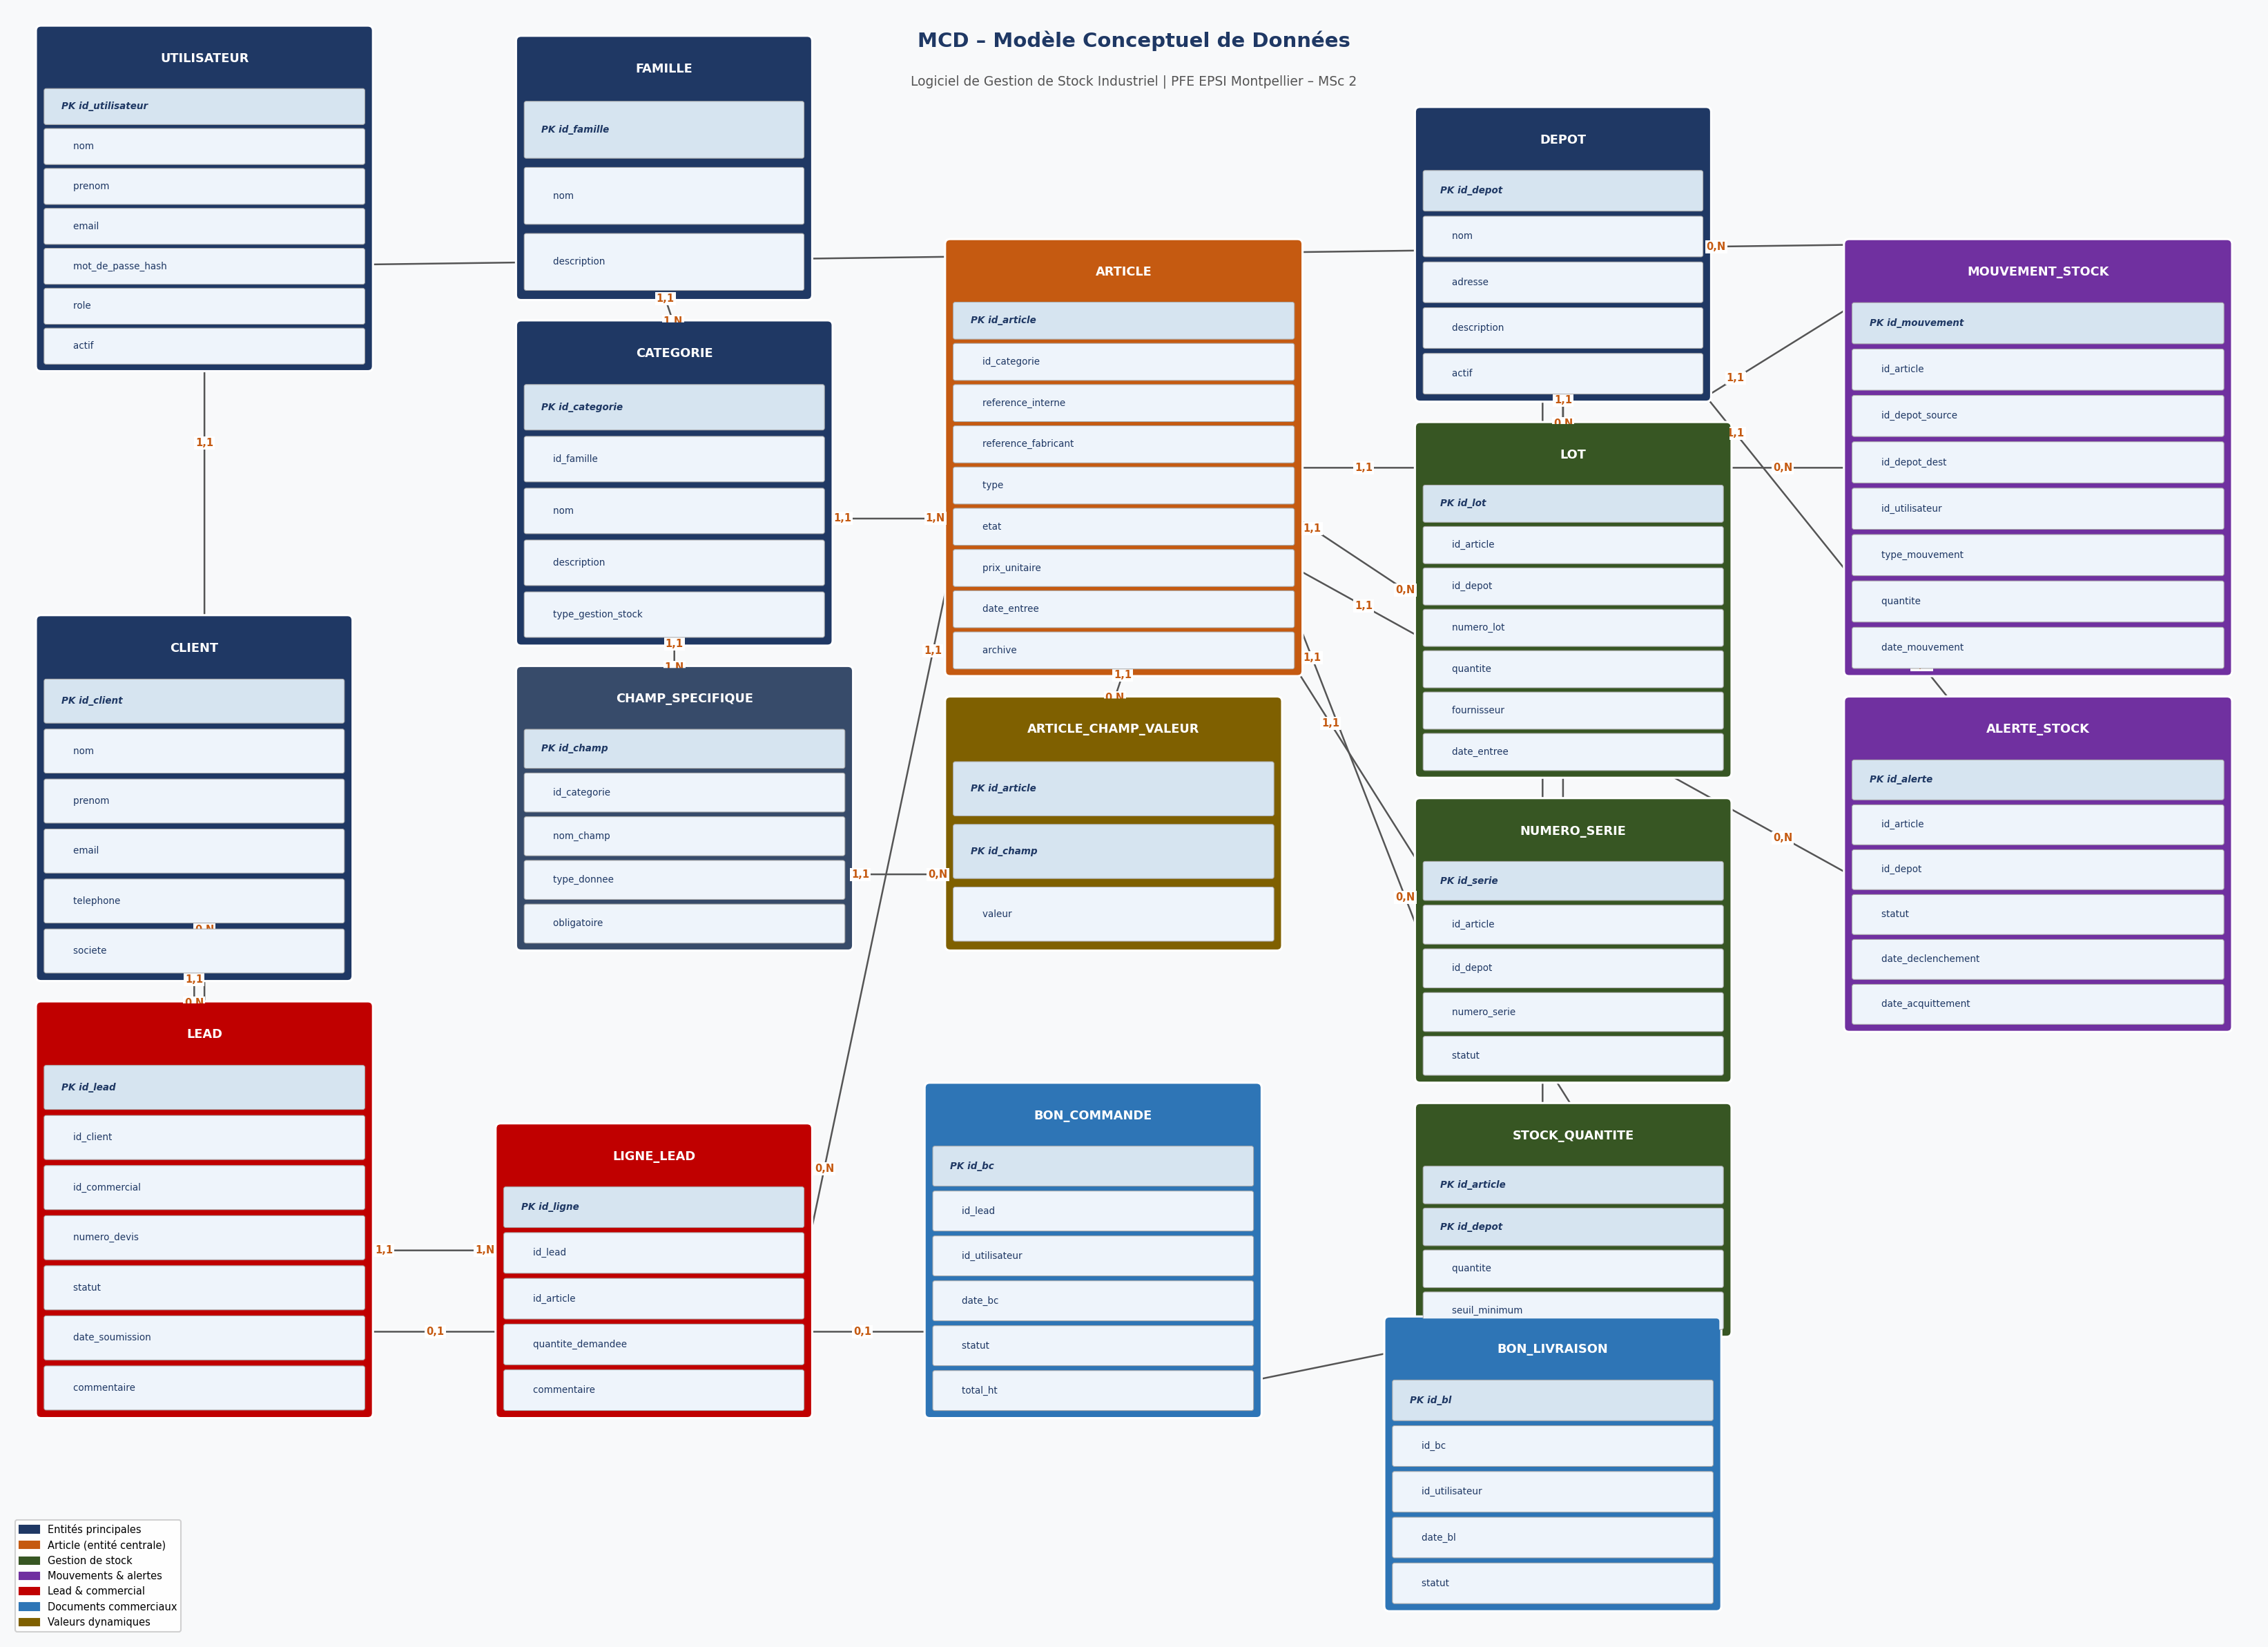 MCD – Modèle Conceptuel de Données
Logiciel de Gestion de Stock Industriel | PFE EPSI Montpellier – MSc 2
UTILISATEUR
PK id_utilisateur
nom
prenom
email
mot_de_passe_hash
role
actif
1,1
FAMILLE
PK id_famille
nom
description
1,1
1,N
CATEGORIE
PK id_categorie
id_famille
nom
description
type_gestion_stock
1,1
1,N
1,1
1,N
CHAMP_SPECIFIQUE
PK id_champ
id_categorie
nom_champ
type_donnee
obligatoire
1,1
0,N
ARTICLE
PK id_article
id_categorie
reference_interne
reference_fabricant
type
etat
prix_unitaire
date_entree
archive
1,1
0,N
1,1
1,1
0,N
1,1
1,1
1,1
0,N
1,1
ARTICLE_CHAMP_VALEUR
PK id_article
PK id_champ
valeur
DEPOT
PK id_depot
nom
adresse
description
actif
0,N
1,1
1,1
1,1
0,N
LOT
PK id_lot
id_article
id_depot
numero_lot
quantite
fournisseur
date_entree
0,N
0,N
NUMERO_SERIE
PK id_serie
id_article
id_depot
numero_serie
statut
STOCK_QUANTITE
PK id_article
PK id_depot
quantite
seuil_minimum
MOUVEMENT_STOCK
PK id_mouvement
id_article
id_depot_source
id_depot_dest
id_utilisateur
type_mouvement
quantite
date_mouvement
ALERTE_STOCK
PK id_alerte
id_article
id_depot
statut
date_declenchement
date_acquittement
CLIENT
PK id_client
nom
prenom
email
telephone
0,N
societe
1,1
0,N
LEAD
PK id_lead
id_client
id_commercial
numero_devis
statut
date_soumission
commentaire
1,1
1,N
0,1
LIGNE_LEAD
PK id_ligne
id_lead
id_article
quantite_demandee
commentaire
0,N
0,1
BON_COMMANDE
PK id_bc
id_lead
id_utilisateur
date_bc
statut
total_ht
BON_LIVRAISON
PK id_bl
id_bc
id_utilisateur
date_bl
statut
Entités principales
Article (entité centrale)
Gestion de stock
Mouvements & alertes
Lead & commercial
Documents commerciaux
Valeurs dynamiques